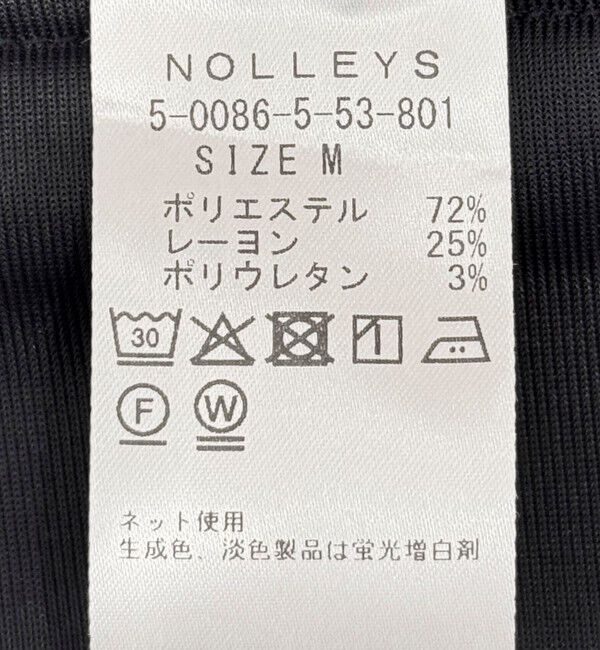 NOLLEYS
5-0086-5-53-801
SIZE M
ポリエステル 72%
レーヨン 25%
ポリウレタン 3%
30
F W
ネット使用
生成色、淡色製品は蛍光増白剤